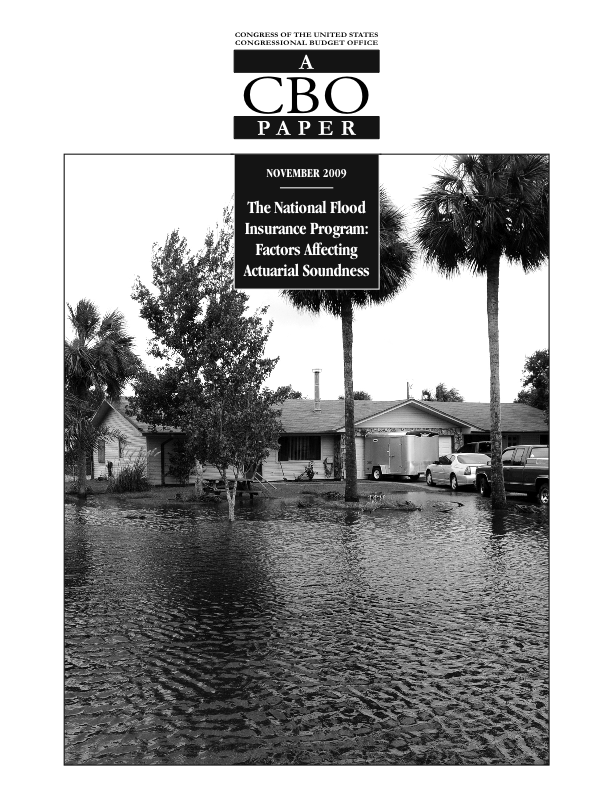 CONGRESS OF THE UNITED STATES
CONGRESSIONAL BUDGET OFFICE
A
CBO
PAPER
NOVEMBER 2009
The National Flood
Insurance Program:
Factors Affecting
Actuarial Soundness